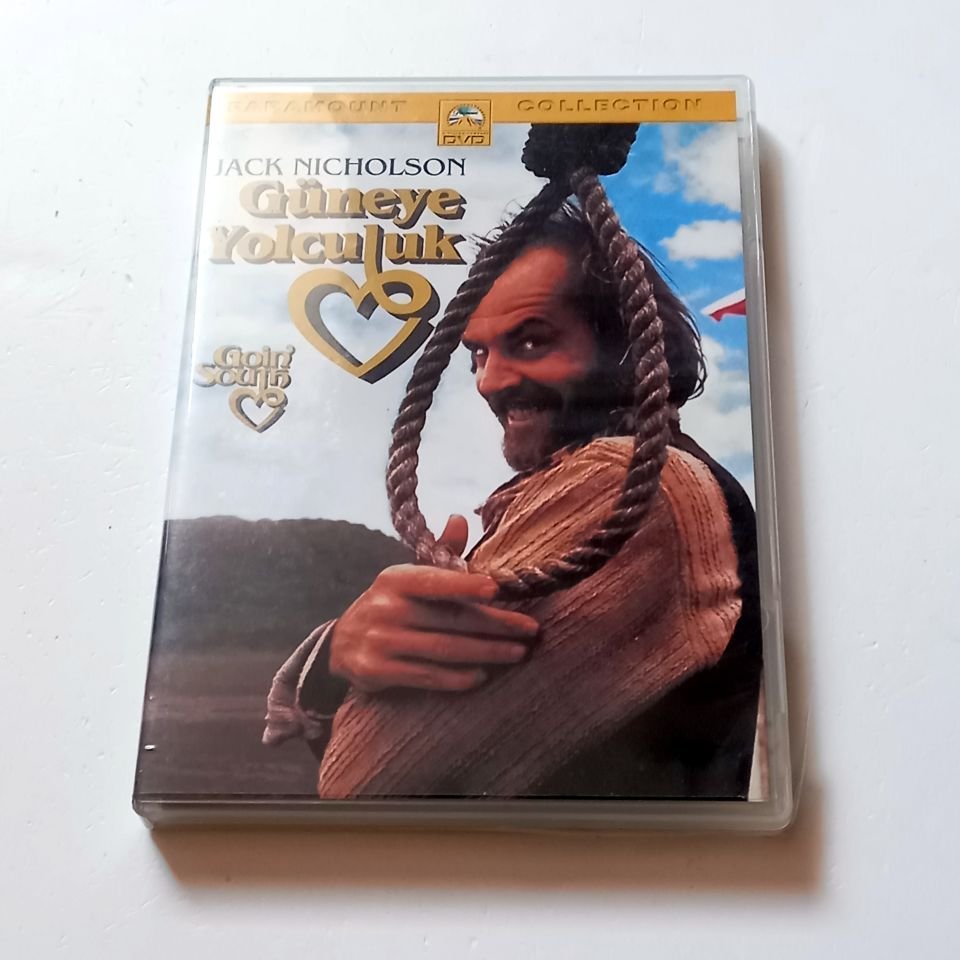 PARAMOUNT DVD COLLECTION
JACK NICHOLSON
Güneye
Yolculuk
Goin'
South